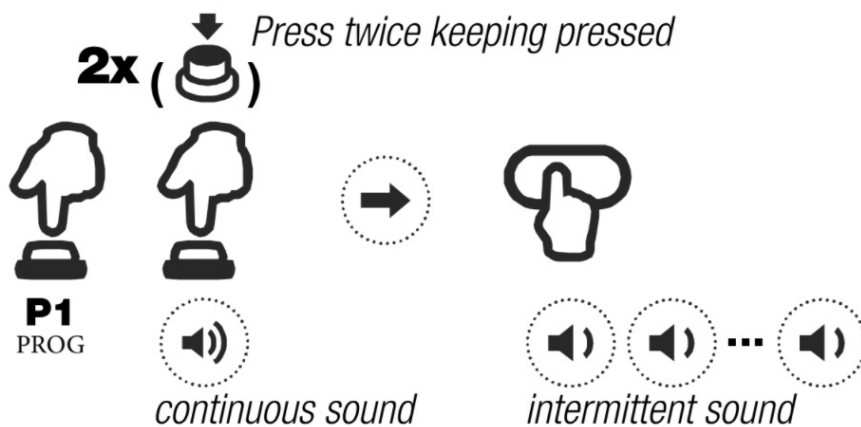 Press twice keeping pressed
2x ( )
P1
PROG
...
continuous sound
intermittent sound